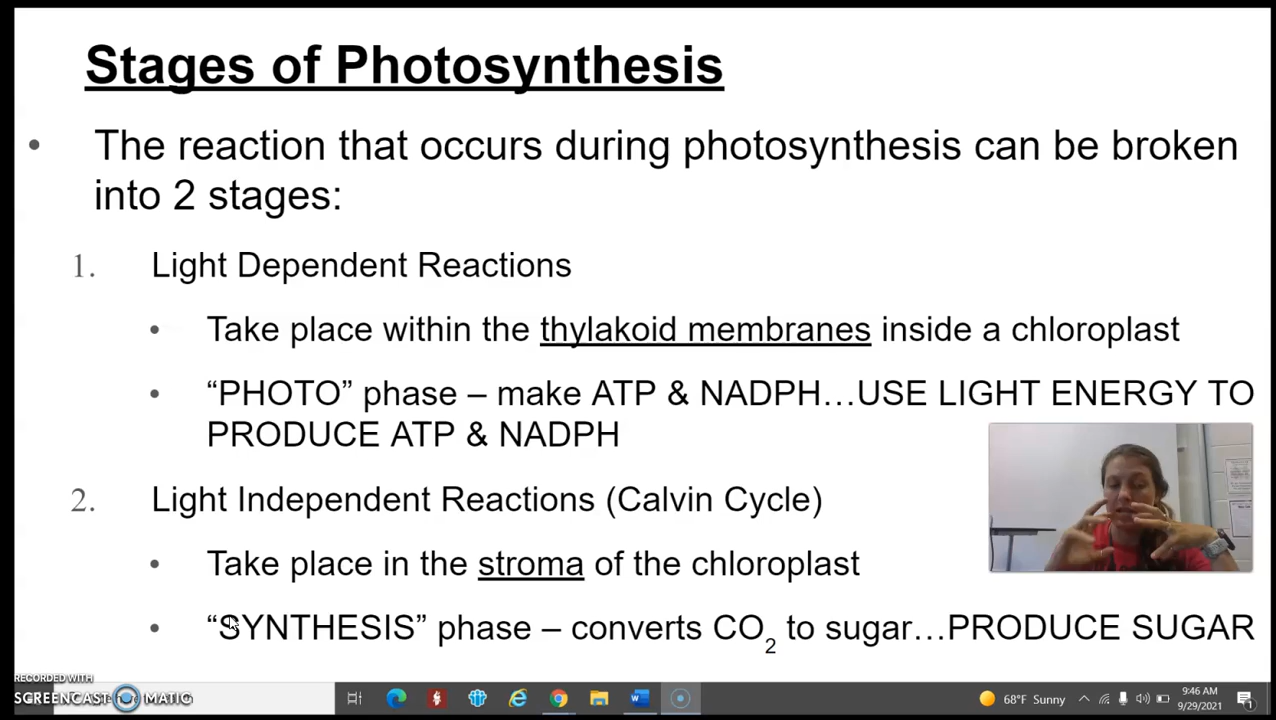 Stages of Photosynthesis
• The reaction that occurs during photosynthesis can be broken
into 2 stages:
1. Light Dependent Reactions
• Take place within the thylakoid membranes inside a chloroplast
• “PHOTO” phase – make ATP & NADPH…USE LIGHT ENERGY TO
PRODUCE ATP & NADPH
2. Light Independent Reactions (Calvin Cycle)
• Take place in the stroma of the chloroplast
• “SYNTHESIS” phase – converts CO₂ to sugar…PRODUCE SUGAR
RECORDED WITH
SCREENCAST MATIC
68°F Sunny
9:46 AM
9/29/2021
1